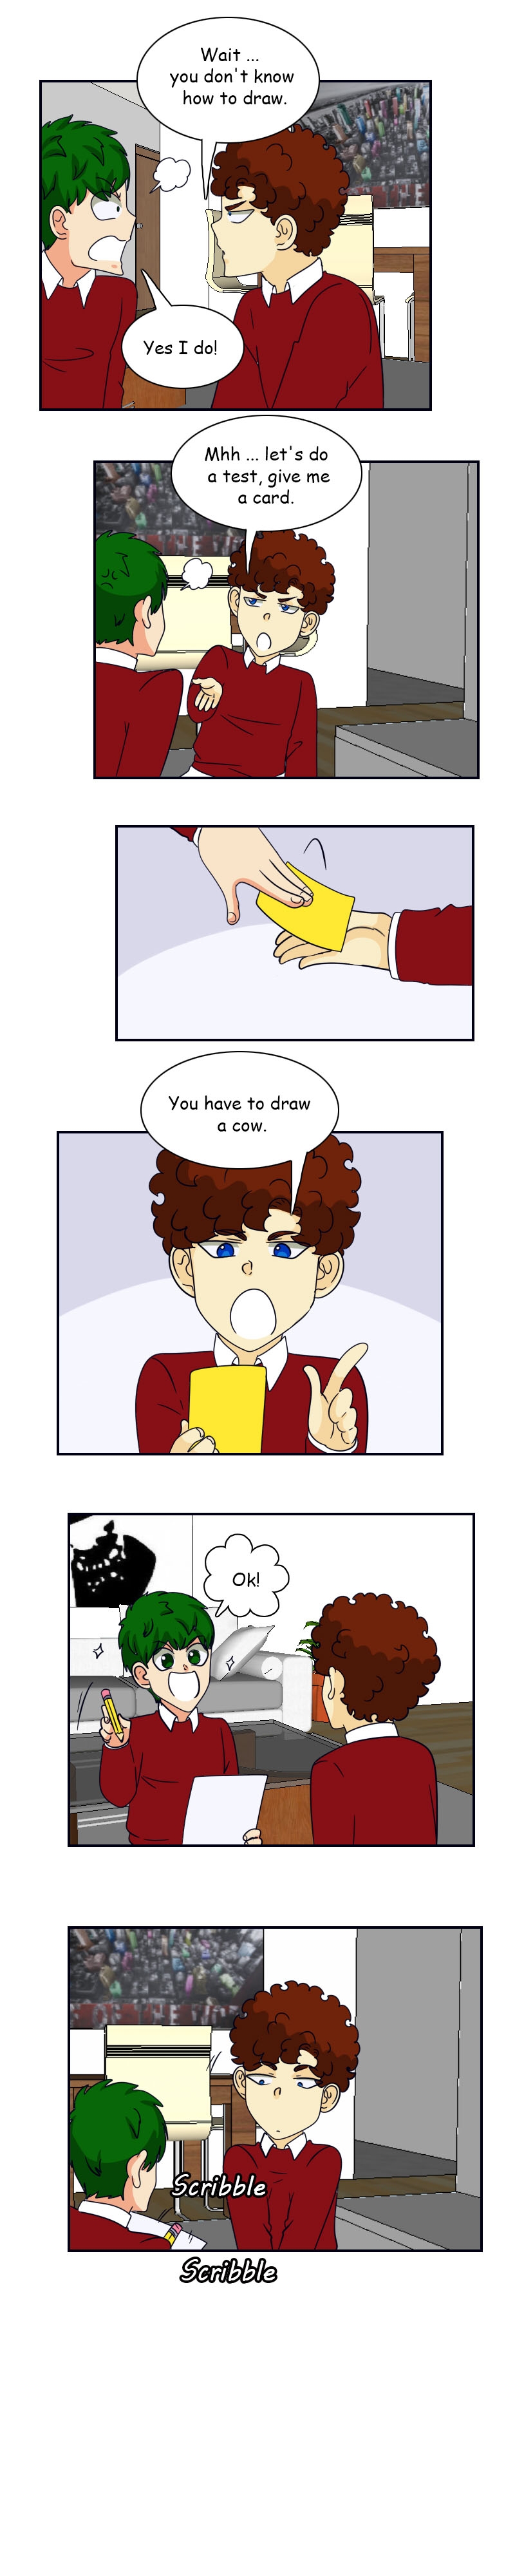 Wait ...
you don't know
how to draw.
Yes I do!
Mhh ... let's do
a test, give me
a card.
You have to draw
a cow.
Ok!
Scribble
Scribble